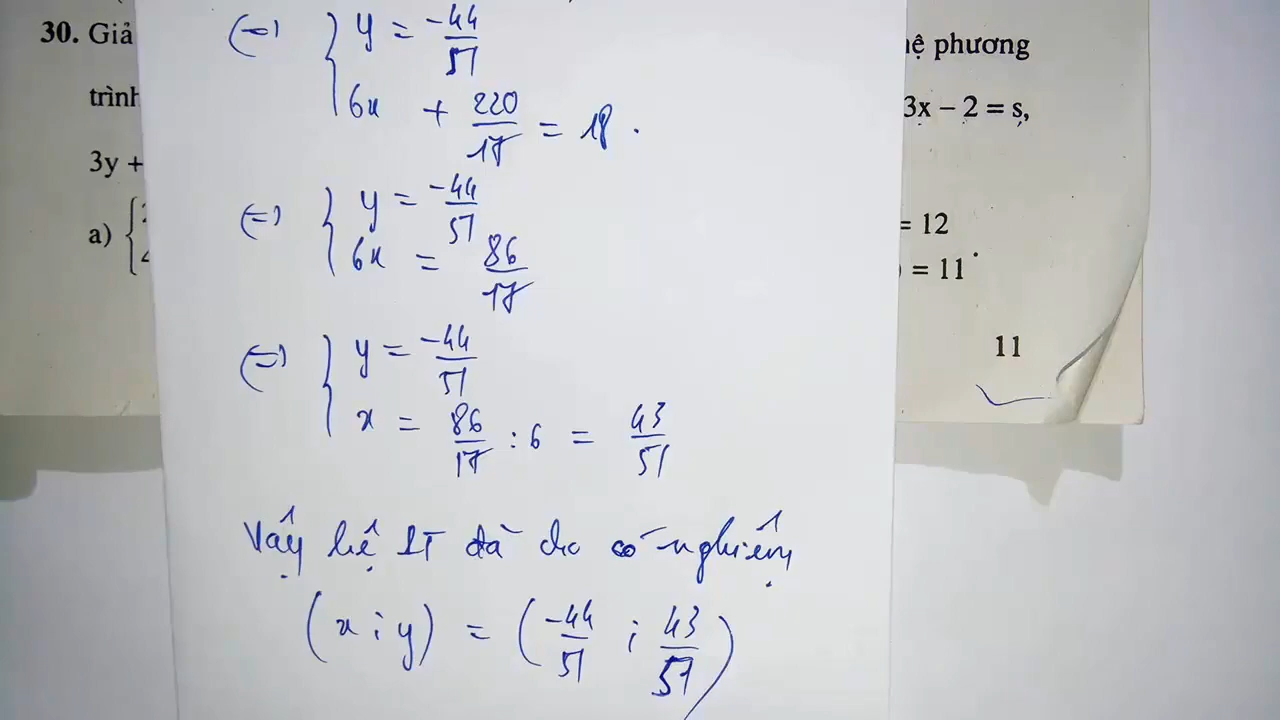 30. Giả
trình
3y +
a)
hệ phương
3x – 2 = s,
= 12
= 11
11
(=) { y = -44/51
6x + 220/17 = 18.
(=) { y = -44/51
6x = 86/17
(=) { y = -44/51
x = 86/17 : 6 = 43/51
Vậy hệ PT đã cho có nghiệm
(x ; y) = (-44/51 ; 43/51)